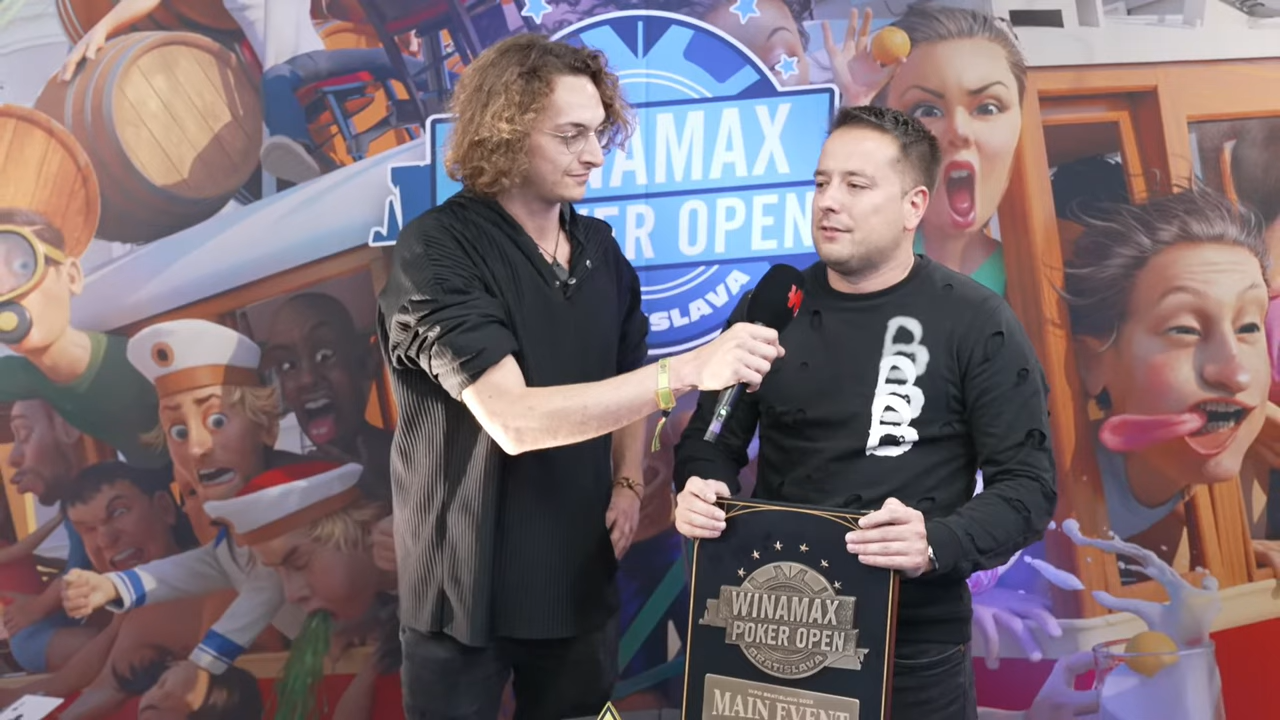 WINAMAX
POKER OPEN
BRATISLAVA
WINAMAX
POKER OPEN
BRATISLAVA
MAIN EVENT